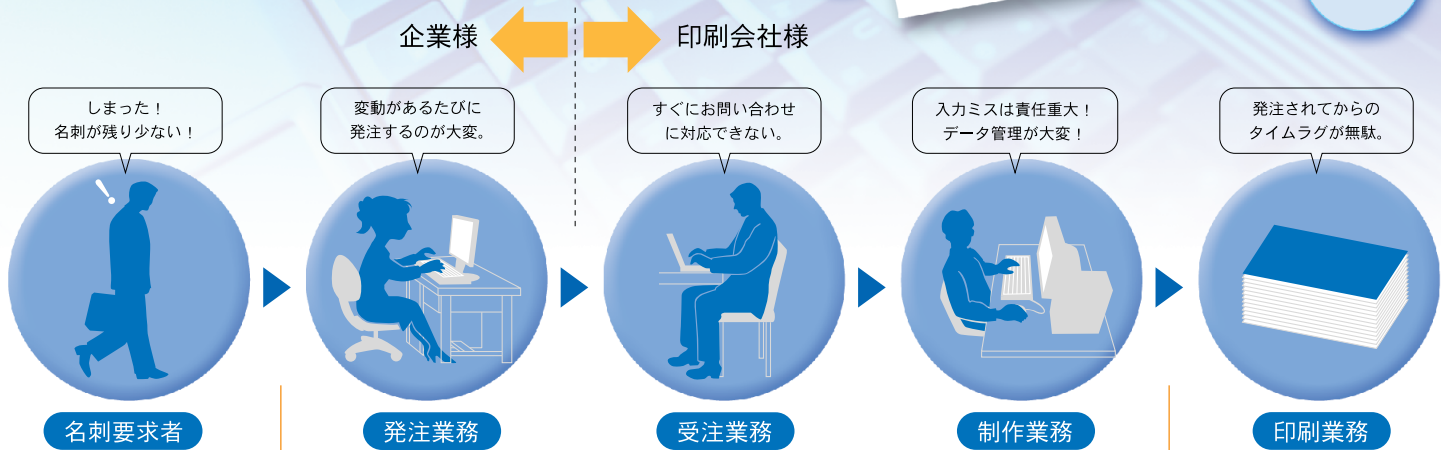 企業様
印刷会社様
しまった！
名刺が残り少ない！
変動があるたびに
発注するのが大変。
すぐにお問い合わせ
に対応できない。
入力ミスは責任重大！
データ管理が大変！
発注されてからの
タイムラグが無駄。
!
名刺要求者
発注業務
受注業務
制作業務
印刷業務